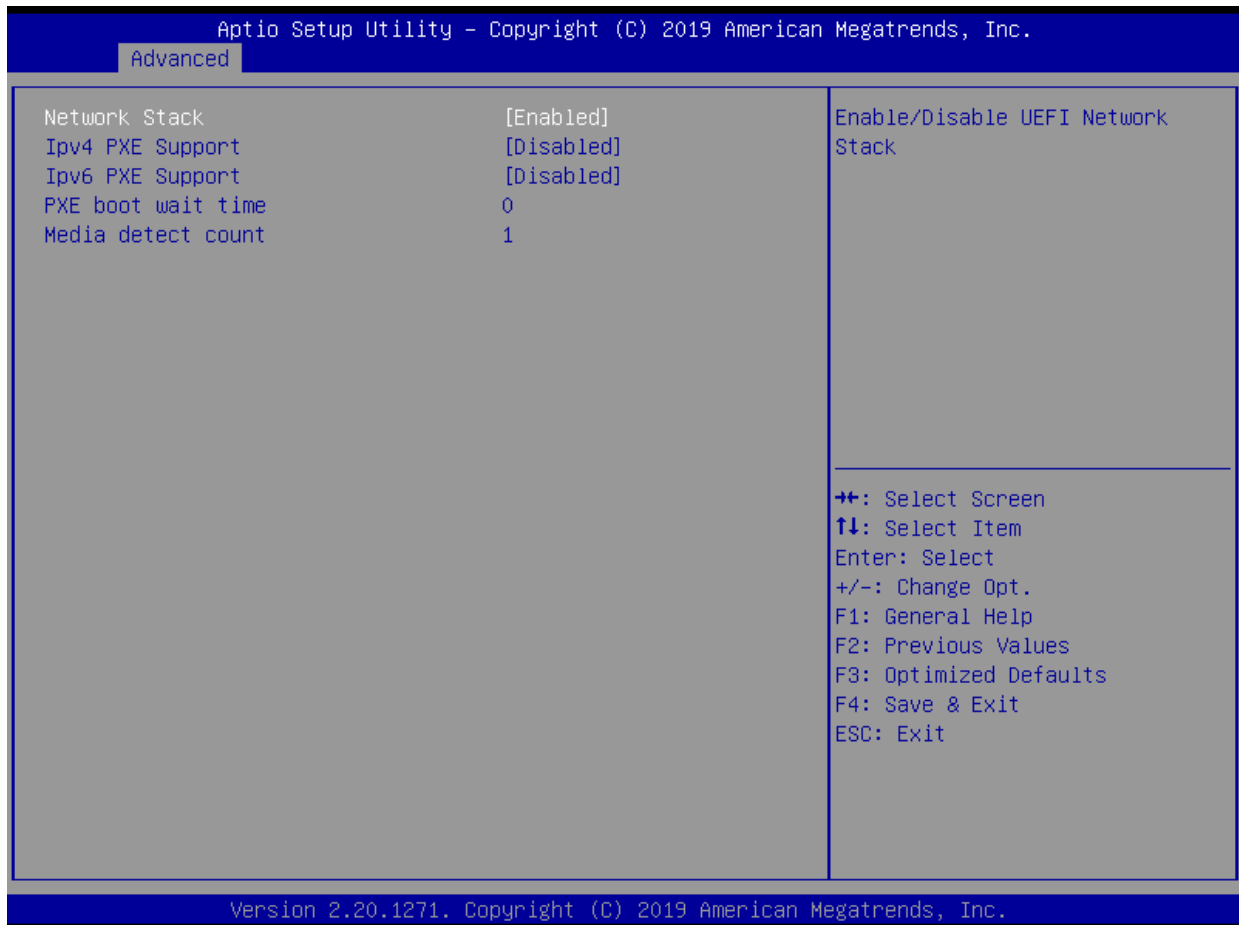 Aptio Setup Utility – Copyright (C) 2019 American Megatrends, Inc.
Advanced
Network Stack [Enabled]
Ipv4 PXE Support [Disabled]
Ipv6 PXE Support [Disabled]
PXE boot wait time 0
Media detect count 1
Enable/Disable UEFI Network
Stack
→←: Select Screen
↑↓: Select Item
Enter: Select
+/-: Change Opt.
F1: General Help
F2: Previous Values
F3: Optimized Defaults
F4: Save & Exit
ESC: Exit
Version 2.20.1271. Copyright (C) 2019 American Megatrends, Inc.